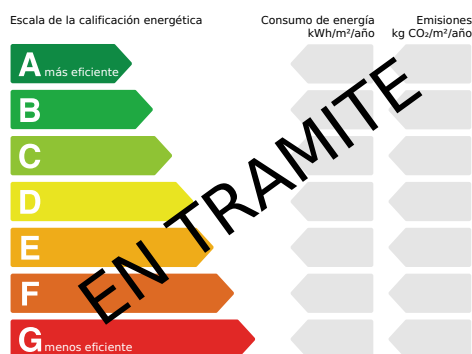 Escala de la calificación energética
Consumo de energía
kWh/m²/año
Emisiones
kg CO₂/m²/año
A más eficiente
B
C
D
E
F
G menos eficiente
EN TRAMITE